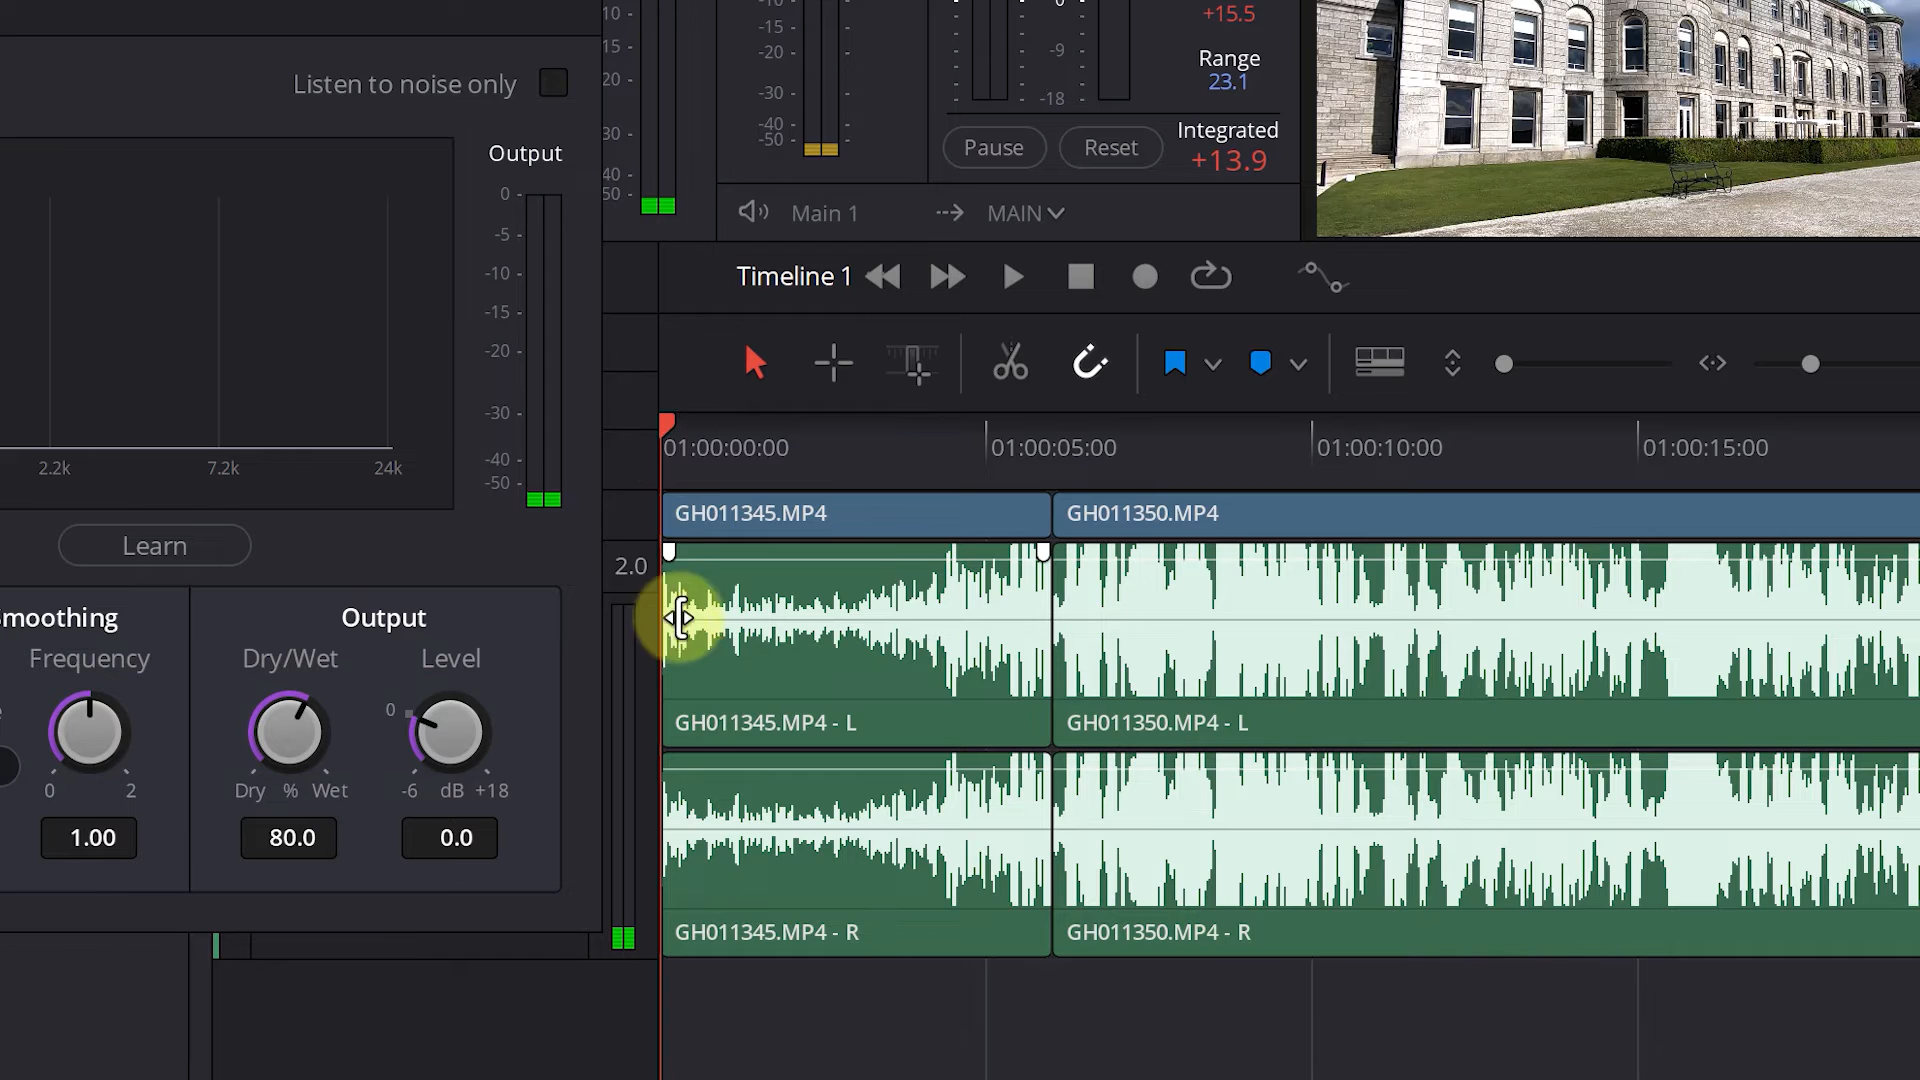 Listen to noise only
Output
0
-5
-10
-15
-20
-30
-40
-50
2.2k
7.2k
24k
Learn
Smoothing
Frequency
0
2
1.00
Output
Dry/Wet
Dry % Wet
80.0
Level
0
-6 dB +18
0.0
10
15
20
30
40
50
-15
-20
-30
-40
-50
0
-9
-18
+15.5
Range
23.1
Integrated
+13.9
Pause
Reset
Main 1
MAIN
Timeline 1
01:00:00:00
01:00:05:00
01:00:10:00
01:00:15:00
GH011345.MP4
GH011350.MP4
2.0
GH011345.MP4 - L
GH011350.MP4 - L
GH011345.MP4 - R
GH011350.MP4 - R